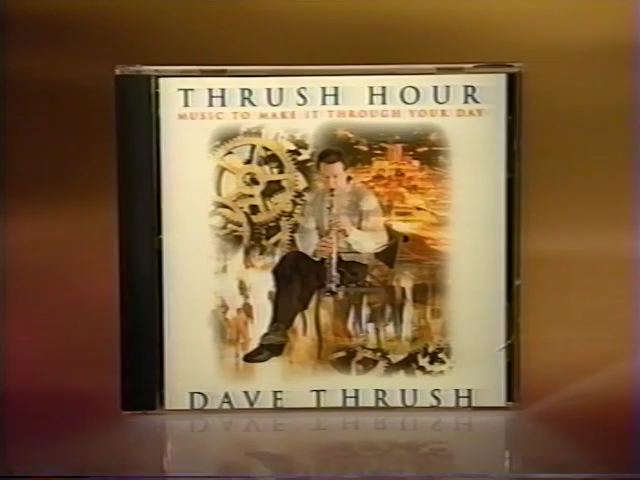 THRUSH HOUR
MUSIC TO MAKE IT THROUGH YOUR DAY
DAVE THRUSH